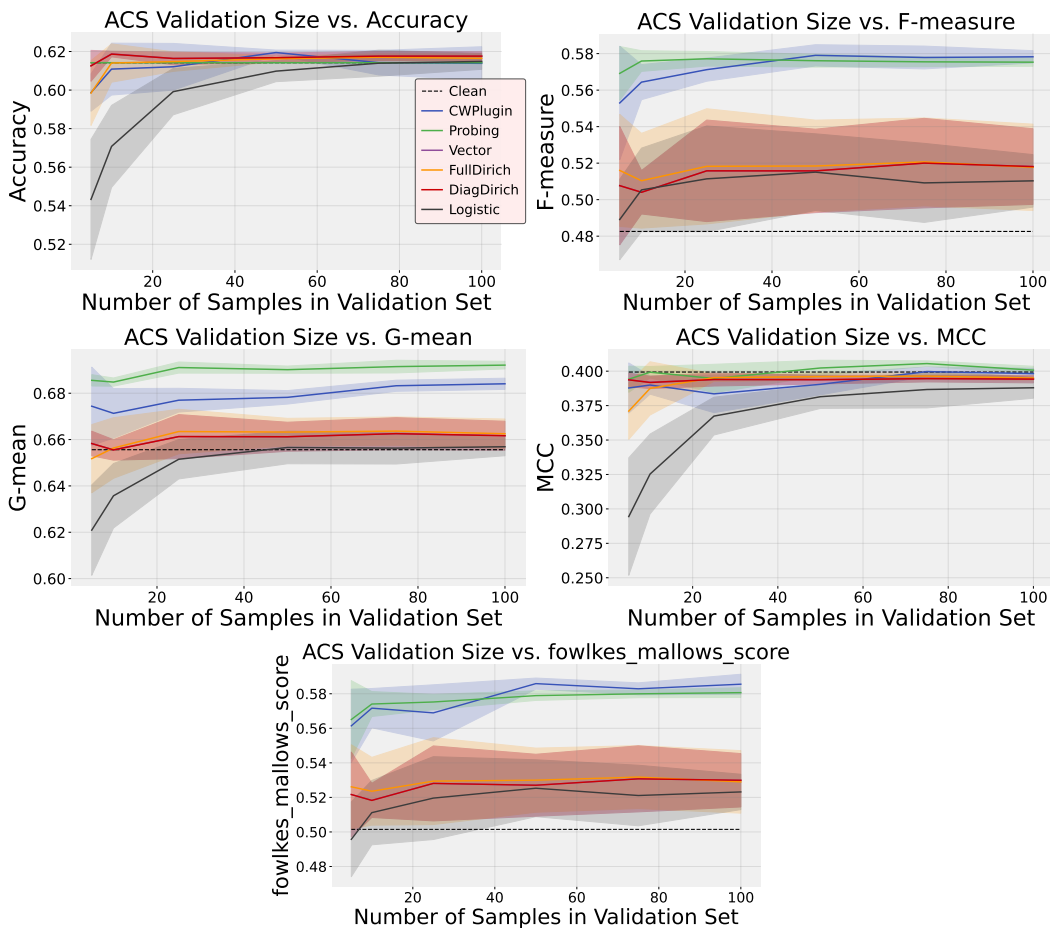 ACS Validation Size vs. Accuracy
Accuracy
0.62
0.60
0.58
0.56
0.54
0.52
20
40
60
80
100
Number of Samples in Validation Set
Clean
CWPlugin
Probing
Vector
FullDirich
DiagDirich
Logistic
ACS Validation Size vs. F-measure
F-measure
0.58
0.56
0.54
0.52
0.50
0.48
20
40
60
80
100
Number of Samples in Validation Set
ACS Validation Size vs. G-mean
G-mean
0.68
0.66
0.64
0.62
0.60
20
40
60
80
100
Number of Samples in Validation Set
ACS Validation Size vs. MCC
MCC
0.400
0.375
0.350
0.325
0.300
0.275
0.250
20
40
60
80
100
Number of Samples in Validation Set
ACS Validation Size vs. fowlkes_mallows_score
fowlkes_mallows_score
0.58
0.56
0.54
0.52
0.50
0.48
20
40
60
80
100
Number of Samples in Validation Set